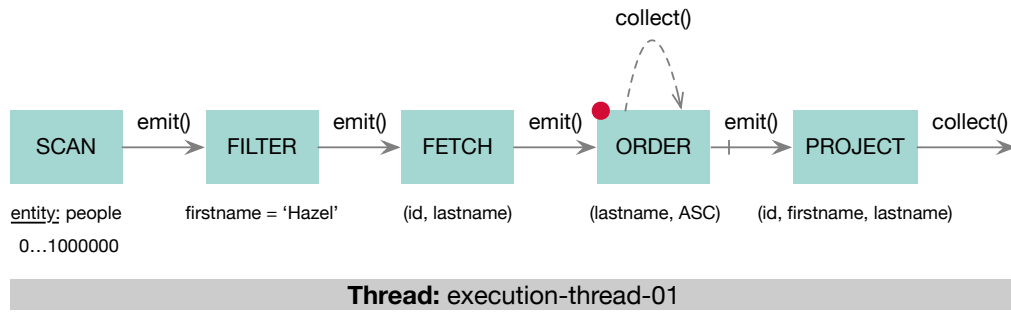 collect()
emit()
emit()
emit()
emit()
collect()
SCAN
FILTER
FETCH
ORDER
PROJECT
entity: people
firstname = ‘Hazel’
(id, lastname)
(lastname, ASC)
(id, firstname, lastname)
0…1000000
Thread: execution-thread-01